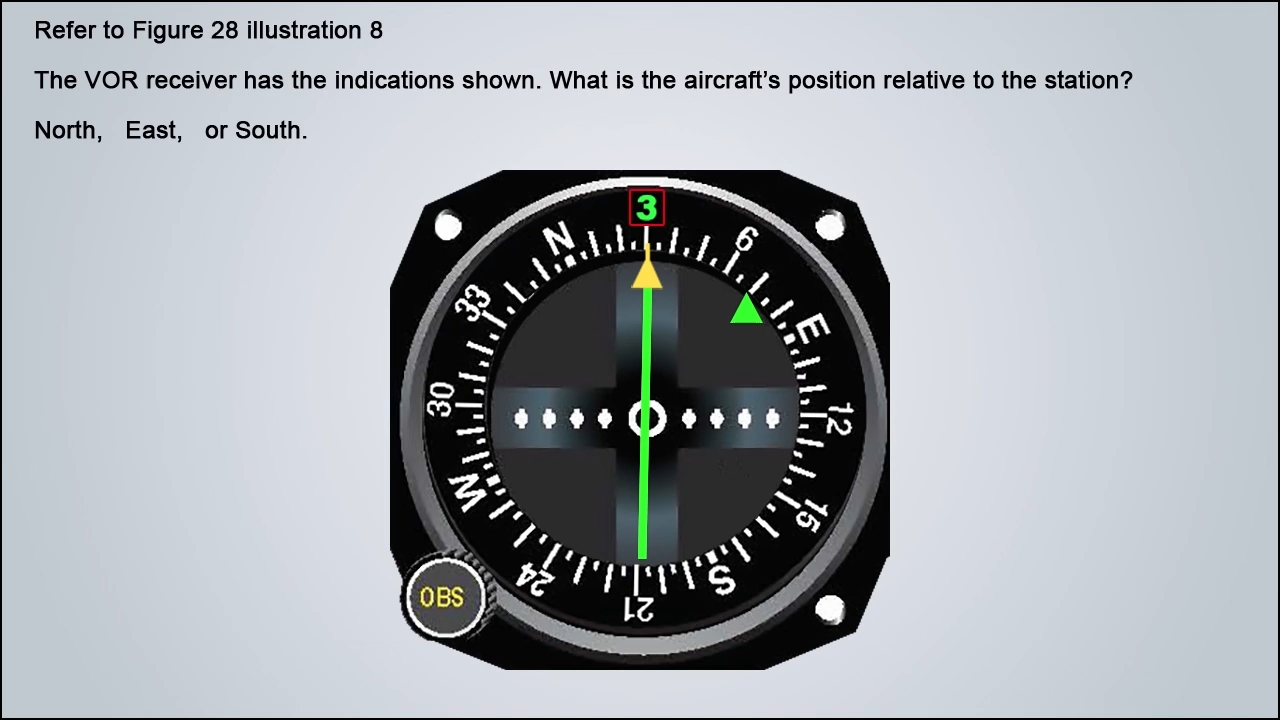 Refer to Figure 28 illustration 8
The VOR receiver has the indications shown. What is the aircraft's position relative to the station?
North, East, or South.
3
N
6
33
E
30
12
W
15
24
S
21
OBS